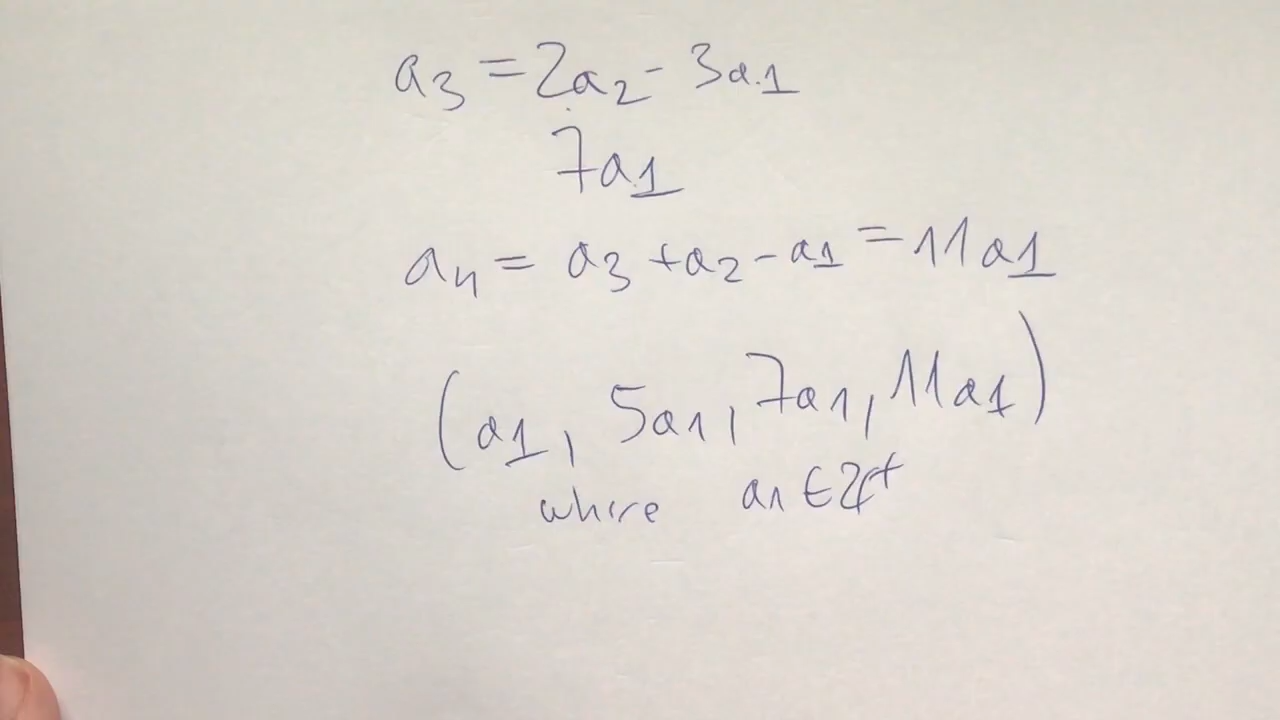 a3 = 2a2 - 3a1
7a1
a4 = a3 + a2 - a1 = 11a1
(a1, 5a1, 7a1, 11a1)
where a1 ∈ ℤ+